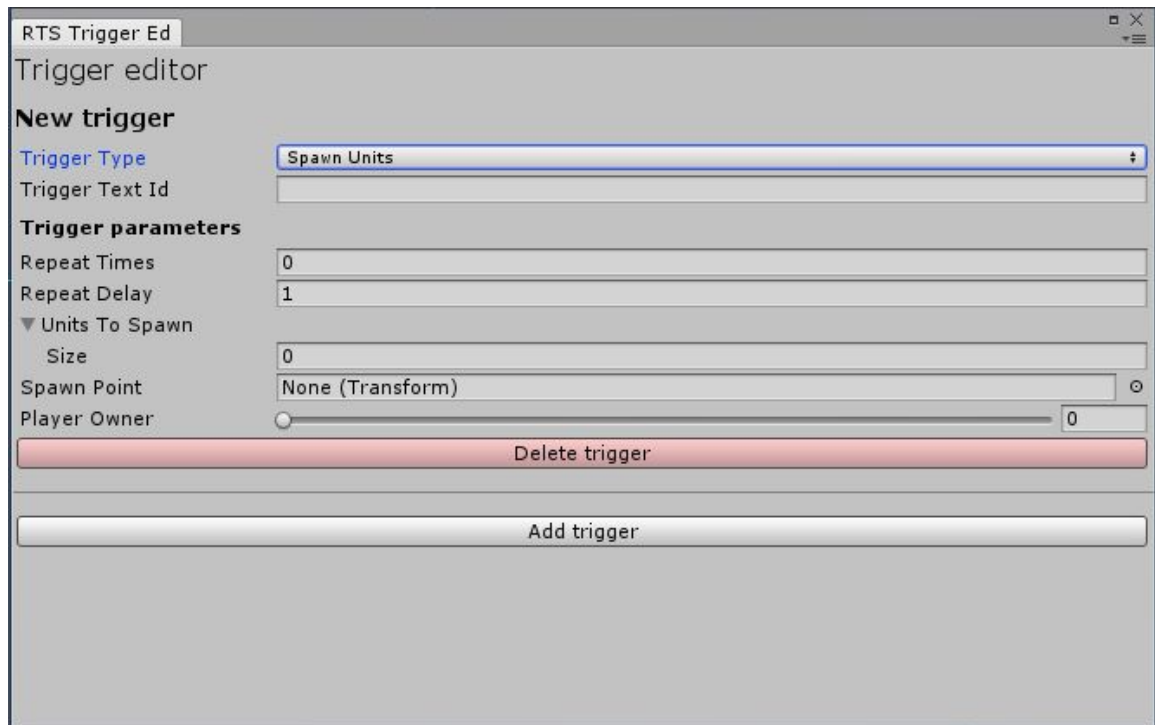 RTS Trigger Ed
Trigger editor
New trigger
Trigger Type Spawn Units
Trigger Text Id
Trigger parameters
Repeat Times 0
Repeat Delay 1
Units To Spawn
Size 0
Spawn Point None (Transform)
Player Owner 0
Delete trigger
Add trigger